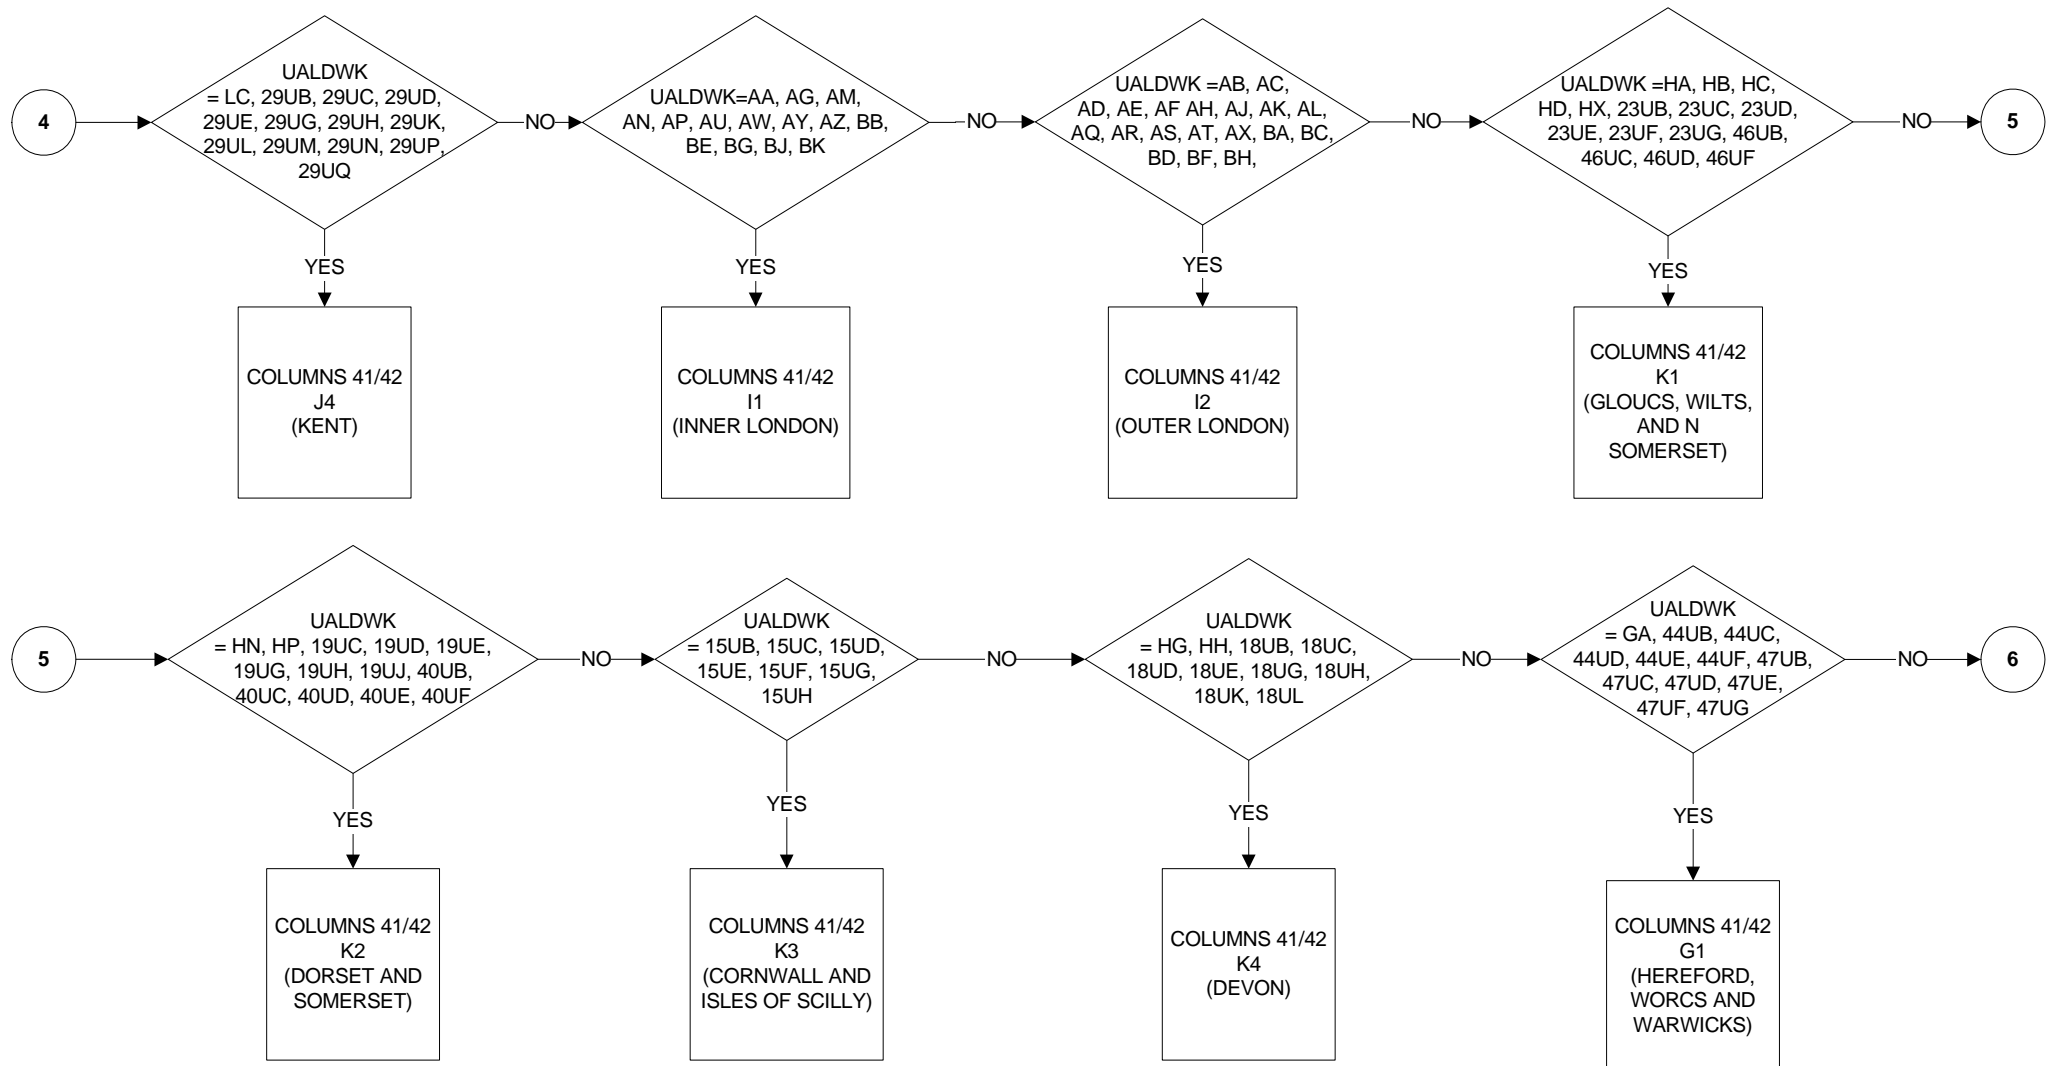 4
UALDWK
= LC, 29UB, 29UC, 29UD,
29UE, 29UG, 29UH, 29UK,
29UL, 29UM, 29UN, 29UP,
29UQ
NO
UALDWK=AA, AG, AM,
AN, AP, AU, AW, AY, AZ, BB,
BE, BG, BJ, BK
NO
UALDWK =AB, AC,
AD, AE, AF AH, AJ, AK, AL,
AQ, AR, AS, AT, AX, BA, BC,
BD, BF, BH,
NO
UALDWK =HA, HB, HC,
HD, HX, 23UB, 23UC, 23UD,
23UE, 23UF, 23UG, 46UB,
46UC, 46UD, 46UF
NO
5
YES
YES
YES
YES
COLUMNS 41/42
J4
(KENT)
COLUMNS 41/42
I1
(INNER LONDON)
COLUMNS 41/42
I2
(OUTER LONDON)
COLUMNS 41/42
K1
(GLOUCS, WILTS,
AND N
SOMERSET)
5
UALDWK
= HN, HP, 19UC, 19UD, 19UE,
19UG, 19UH, 19UJ, 40UB,
40UC, 40UD, 40UE, 40UF
NO
UALDWK
= 15UB, 15UC, 15UD,
15UE, 15UF, 15UG,
15UH
NO
UALDWK
= HG, HH, 18UB, 18UC,
18UD, 18UE, 18UG, 18UH,
18UK, 18UL
NO
UALDWK
= GA, 44UB, 44UC,
44UD, 44UE, 44UF, 47UB,
47UC, 47UD, 47UE,
47UF, 47UG
NO
6
YES
YES
YES
YES
COLUMNS 41/42
K2
(DORSET AND
SOMERSET)
COLUMNS 41/42
K3
(CORNWALL AND
ISLES OF SCILLY)
COLUMNS 41/42
K4
(DEVON)
COLUMNS 41/42
G1
(HEREFORD,
WORCS AND
WARWICKS)